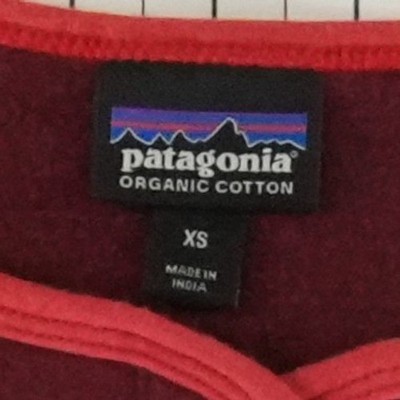 patagonia®
ORGANIC COTTON
XS
MADE IN
INDIA